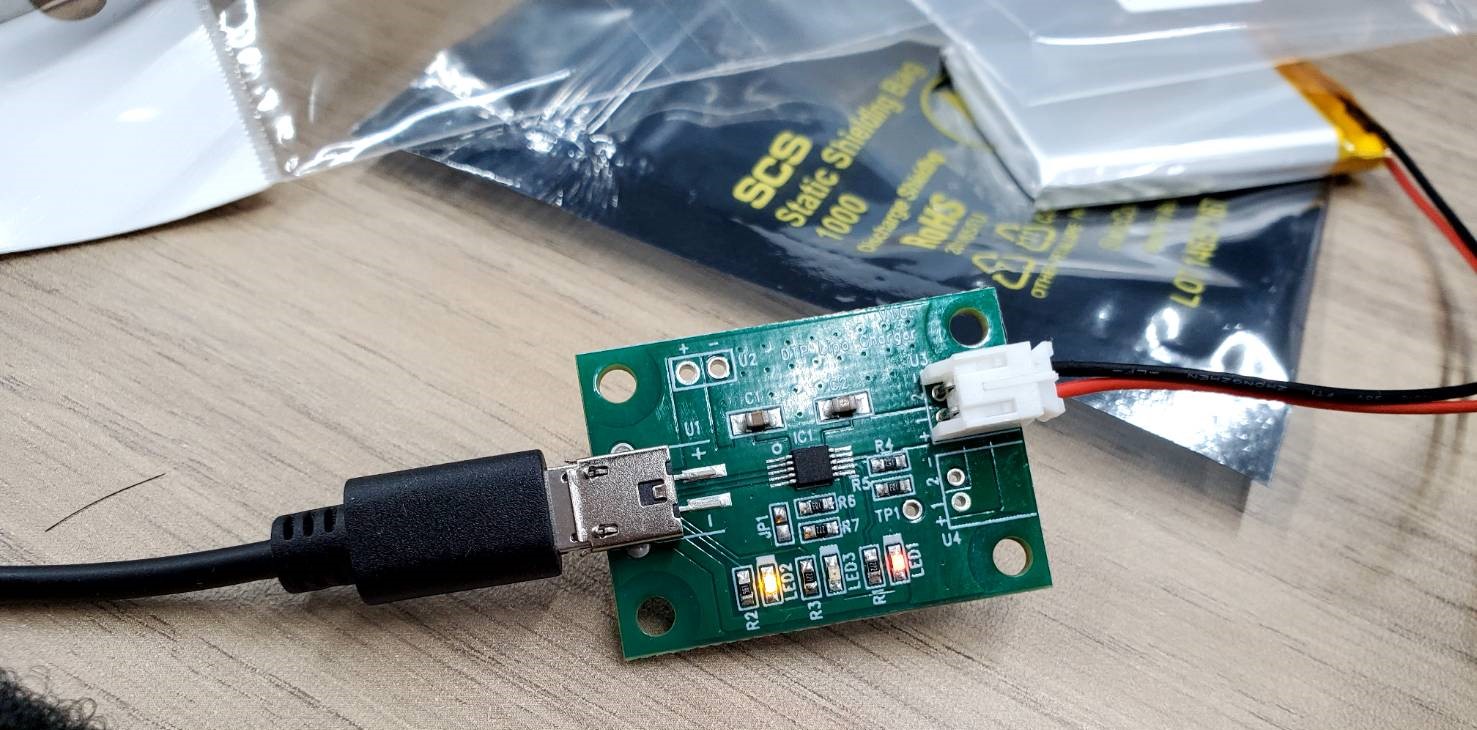 SCS
Static Shielding Bag
1000
Discharge Shielding
RoHS
LOT
Lipo Charger
+ -
U2
U3
C1
C2
U1
+
IC1
-
R4
R5
R6
R7
TP1
JP1
- 2
+ 1
U4
LED2
LED3
LED1
R2
R3
R1